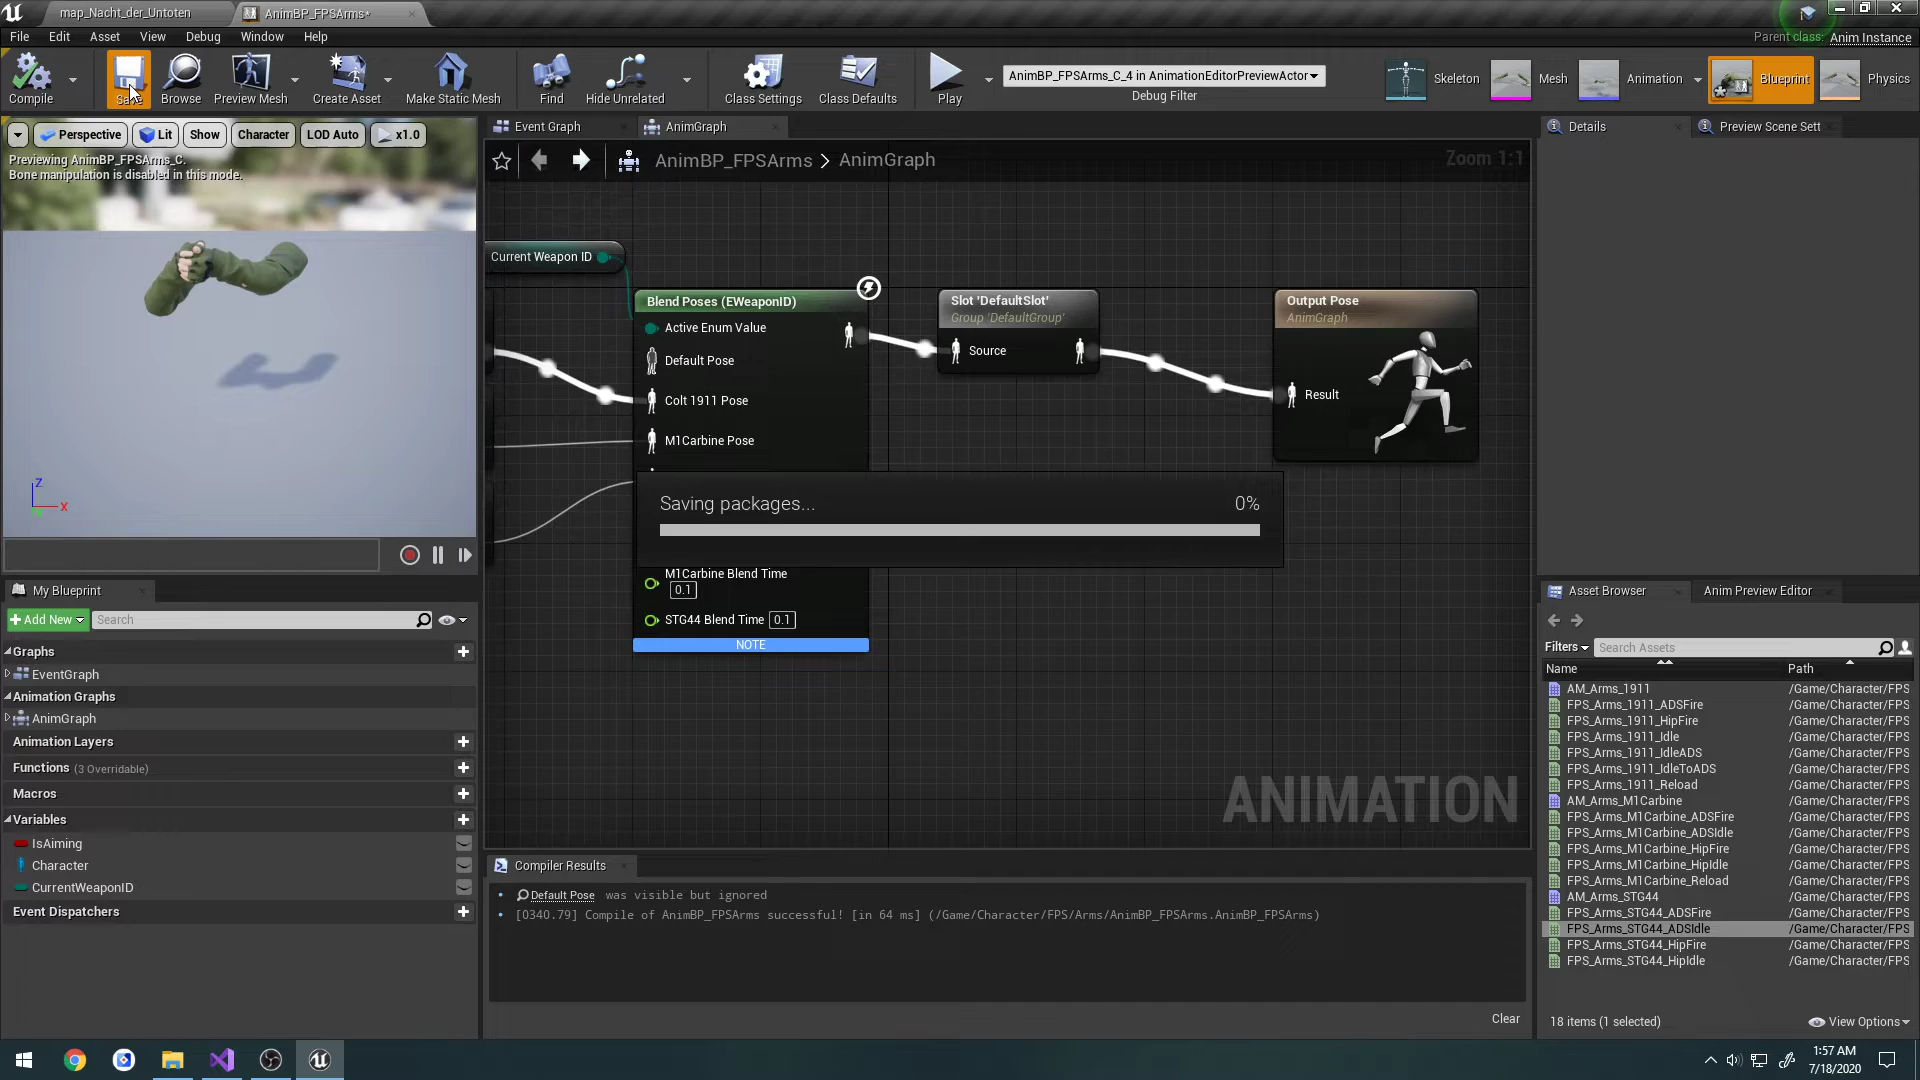 map_Nacht_der_Untoten
AnimBP_FPSArms*
File Edit Asset View Debug Window Help
Parent class: Anim Instance
Compile
Browse
Preview Mesh
Create Asset
Make Static Mesh
Find
Hide Unrelated
Class Settings
Class Defaults
Play
AnimBP_FPSArms_C_4 in AnimationEditorPreviewActor
Debug Filter
Skeleton
Mesh
Animation
Blueprint
Physics
Perspective Lit Show Character LOD Auto x1.0
Previewing AnimBP_FPSArms_C.
Bone manipulation is disabled in this mode.
Z
X
Event Graph
AnimGraph
AnimBP_FPSArms > AnimGraph
Zoom 1:1
Current Weapon ID
Blend Poses (EWeaponID)
Active Enum Value
Default Pose
Colt 1911 Pose
M1Carbine Pose
M1Carbine Blend Time
0.1
STG44 Blend Time 0.1
NOTE
Slot 'DefaultSlot'
Group 'DefaultGroup'
Source
Output Pose
AnimGraph
Result
Saving packages... 0%
ANIMATION
My Blueprint
+ Add New
Search
Graphs
EventGraph
Animation Graphs
AnimGraph
Animation Layers
Functions (3 Overridable)
Macros
Variables
IsAiming
Character
CurrentWeaponID
Event Dispatchers
Compiler Results
Default Pose was visible but ignored
[0340.79] Compile of AnimBP_FPSArms successful! [in 64 ms] (/Game/Character/FPS/Arms/AnimBP_FPSArms.AnimBP_FPSArms)
Clear
Details
Preview Scene Sett
Asset Browser
Anim Preview Editor
Filters
Search Assets
Name Path
AM_Arms_1911 /Game/Character/FPS
FPS_Arms_1911_ADSFire /Game/Character/FPS
FPS_Arms_1911_HipFire /Game/Character/FPS
FPS_Arms_1911_Idle /Game/Character/FPS
FPS_Arms_1911_IdleADS /Game/Character/FPS
FPS_Arms_1911_IdleToADS /Game/Character/FPS
FPS_Arms_1911_Reload /Game/Character/FPS
AM_Arms_M1Carbine /Game/Character/FPS
FPS_Arms_M1Carbine_ADSFire /Game/Character/FPS
FPS_Arms_M1Carbine_ADSIdle /Game/Character/FPS
FPS_Arms_M1Carbine_HipFire /Game/Character/FPS
FPS_Arms_M1Carbine_HipIdle /Game/Character/FPS
FPS_Arms_M1Carbine_Reload /Game/Character/FPS
AM_Arms_STG44 /Game/Character/FPS
FPS_Arms_STG44_ADSFire /Game/Character/FPS
FPS_Arms_STG44_ADSIdle /Game/Character/FPS
FPS_Arms_STG44_HipFire /Game/Character/FPS
FPS_Arms_STG44_HipIdle /Game/Character/FPS
18 items (1 selected)
View Options
1:57 AM
7/18/2020